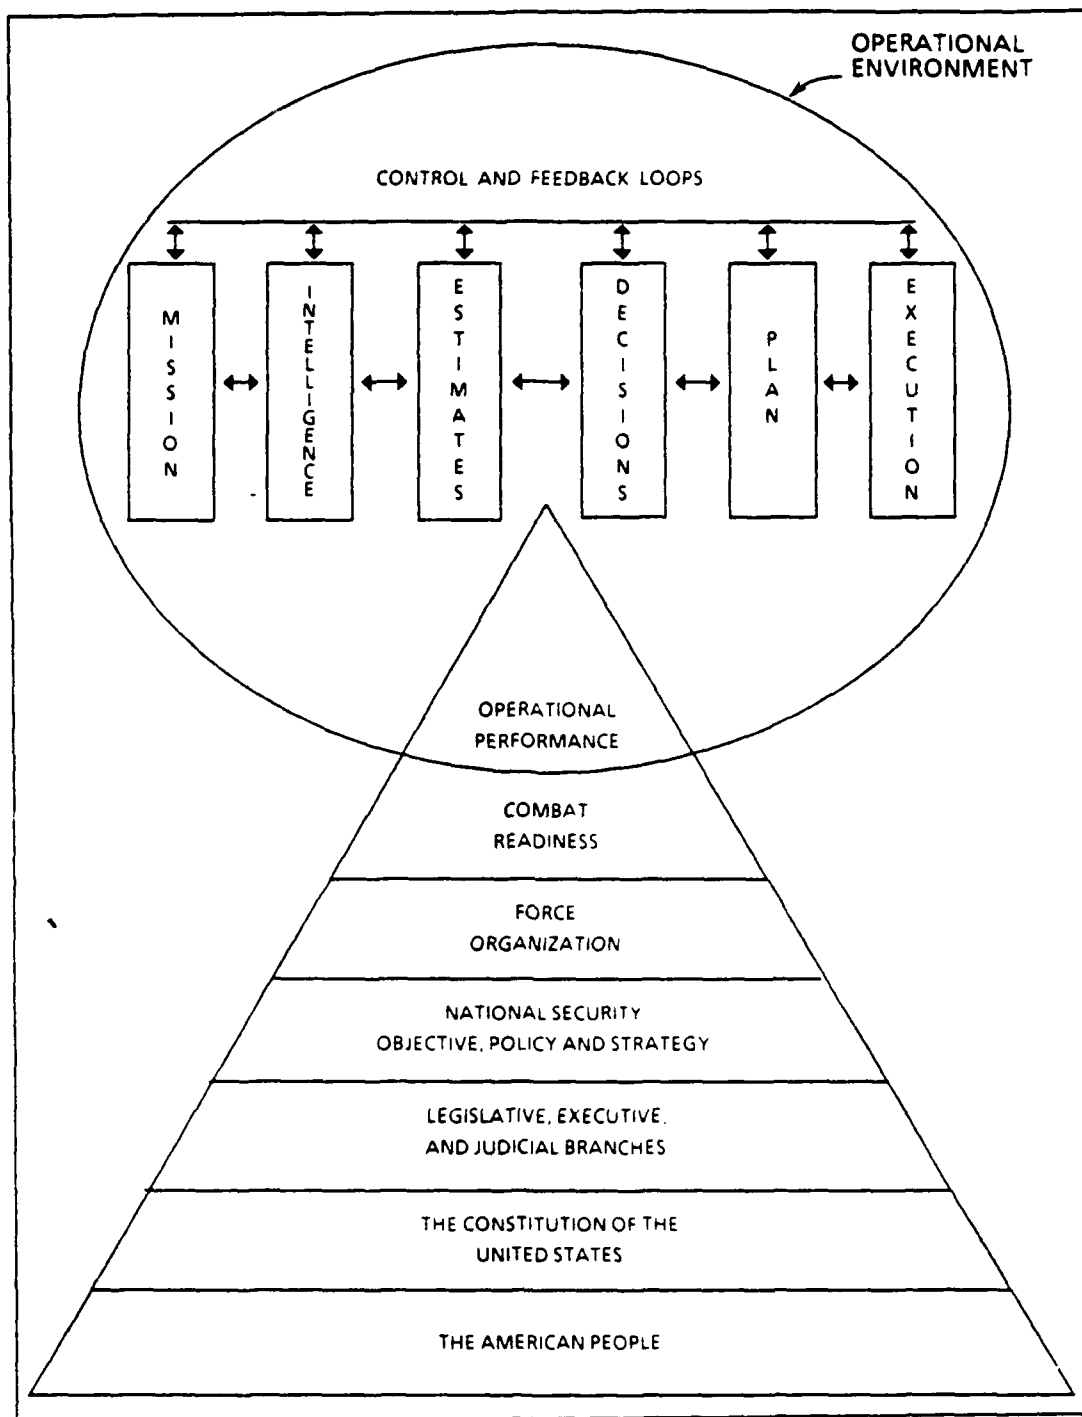 OPERATIONAL
ENVIRONMENT
CONTROL AND FEEDBACK LOOPS
MISSION
INTELLIGENCE
ESTIMATES
DECISIONS
PLAN
EXECUTION
OPERATIONAL
PERFORMANCE
COMBAT
READINESS
FORCE
ORGANIZATION
NATIONAL SECURITY
OBJECTIVE, POLICY AND STRATEGY
LEGISLATIVE, EXECUTIVE,
AND JUDICIAL BRANCHES
THE CONSTITUTION OF THE
UNITED STATES
THE AMERICAN PEOPLE